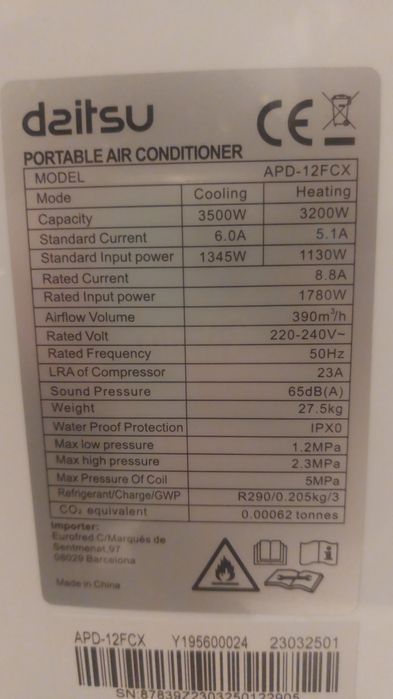 daitsu
CE
PORTABLE AIR CONDITIONER
MODEL APD-12FCX
Mode Cooling Heating
Capacity 3500W 3200W
Standard Current 6.0A 5.1A
Standard Input power 1345W 1130W
Rated Current 8.8A
Rated Input power 1780W
Airflow Volume 390m³/h
Rated Volt 220-240V~
Rated Frequency 50Hz
LRA of Compressor 23A
Sound Pressure 65dB(A)
Weight 27.5kg
Water Proof Protection IPX0
Max low pressure 1.2MPa
Max high pressure 2.3MPa
Max Pressure Of Coil 5MPa
Refrigerant/Charge/GWP R290/0.205kg/3
CO₂ equivalent 0.00062 tonnes
Importer:
Eurofred C/Marqués de
Sentmenat,97
08029 Barcelona
Made in China
APD-12FCX Y195600024 23032501